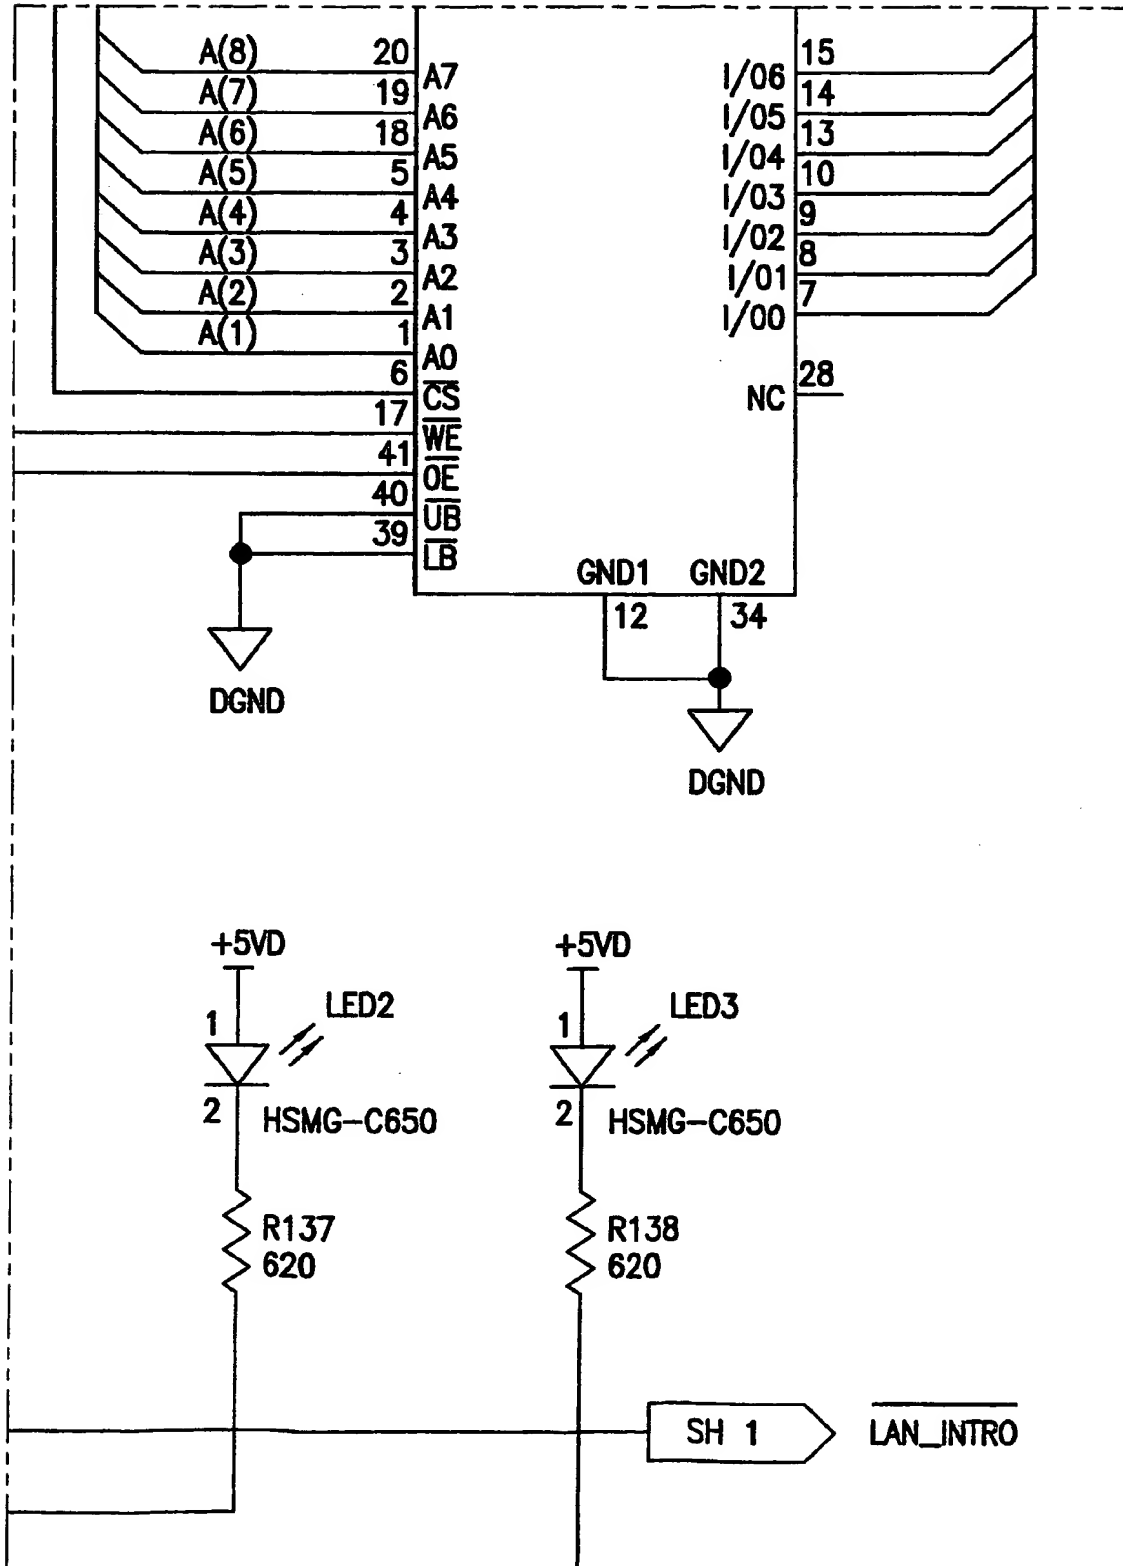 A(8) 20 A7 I/06 15
A(7) 19 A6 I/05 14
A(6) 18 A5 I/04 13
A(5) 5 A4 I/03 10
A(4) 4 A3 I/02 9
A(3) 3 A2 I/01 8
A(2) 2 A1 I/00 7
A(1) 1 A0
6 CS NC 28
17 WE
41 OE
40 UB
39 LB
GND1 GND2
12 34
DGND
DGND
+5VD +5VD
1 LED2 1 LED3
2 HSMG-C650 2 HSMG-C650
R137 R138
620 620
SH 1 LAN_INTRO